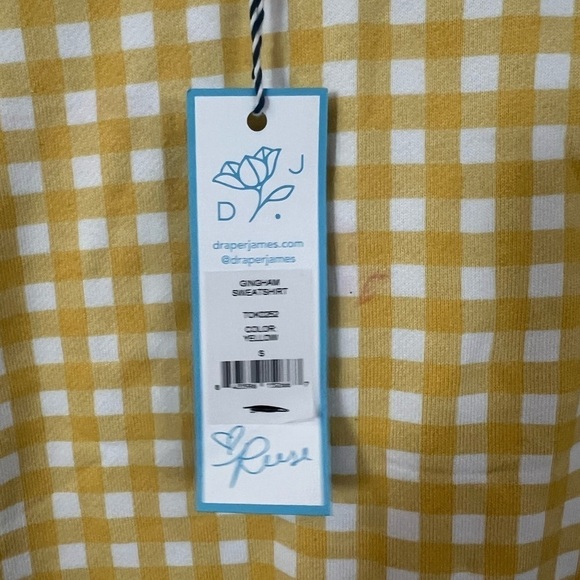 D J
draperjames.com
@draperjames
GINGHAM
SWEATSHIRT
COLOR:
YELLOW
S
Reese